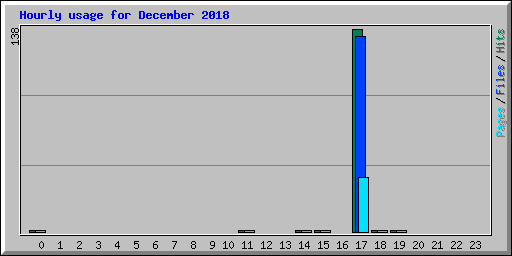 Hourly usage for December 2018
138
Pages/Files/Hits
0 1 2 3 4 5 6 7 8 9 10 11 12 13 14 15 16 17 18 19 20 21 22 23